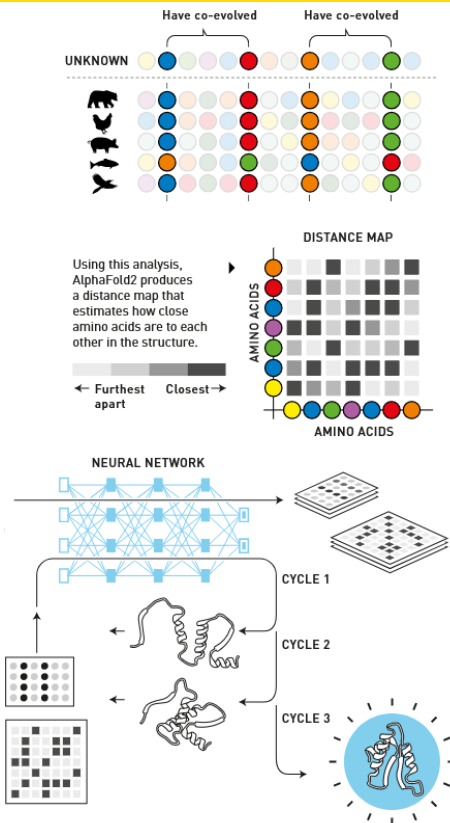 Have co-evolved
Have co-evolved
UNKNOWN
DISTANCE MAP
Using this analysis,
AlphaFold2 produces
a distance map that
estimates how close
amino acids are to each
other in the structure.
Furthest
apart
Closest
AMINO ACIDS
AMINO ACIDS
NEURAL NETWORK
CYCLE 1
CYCLE 2
CYCLE 3